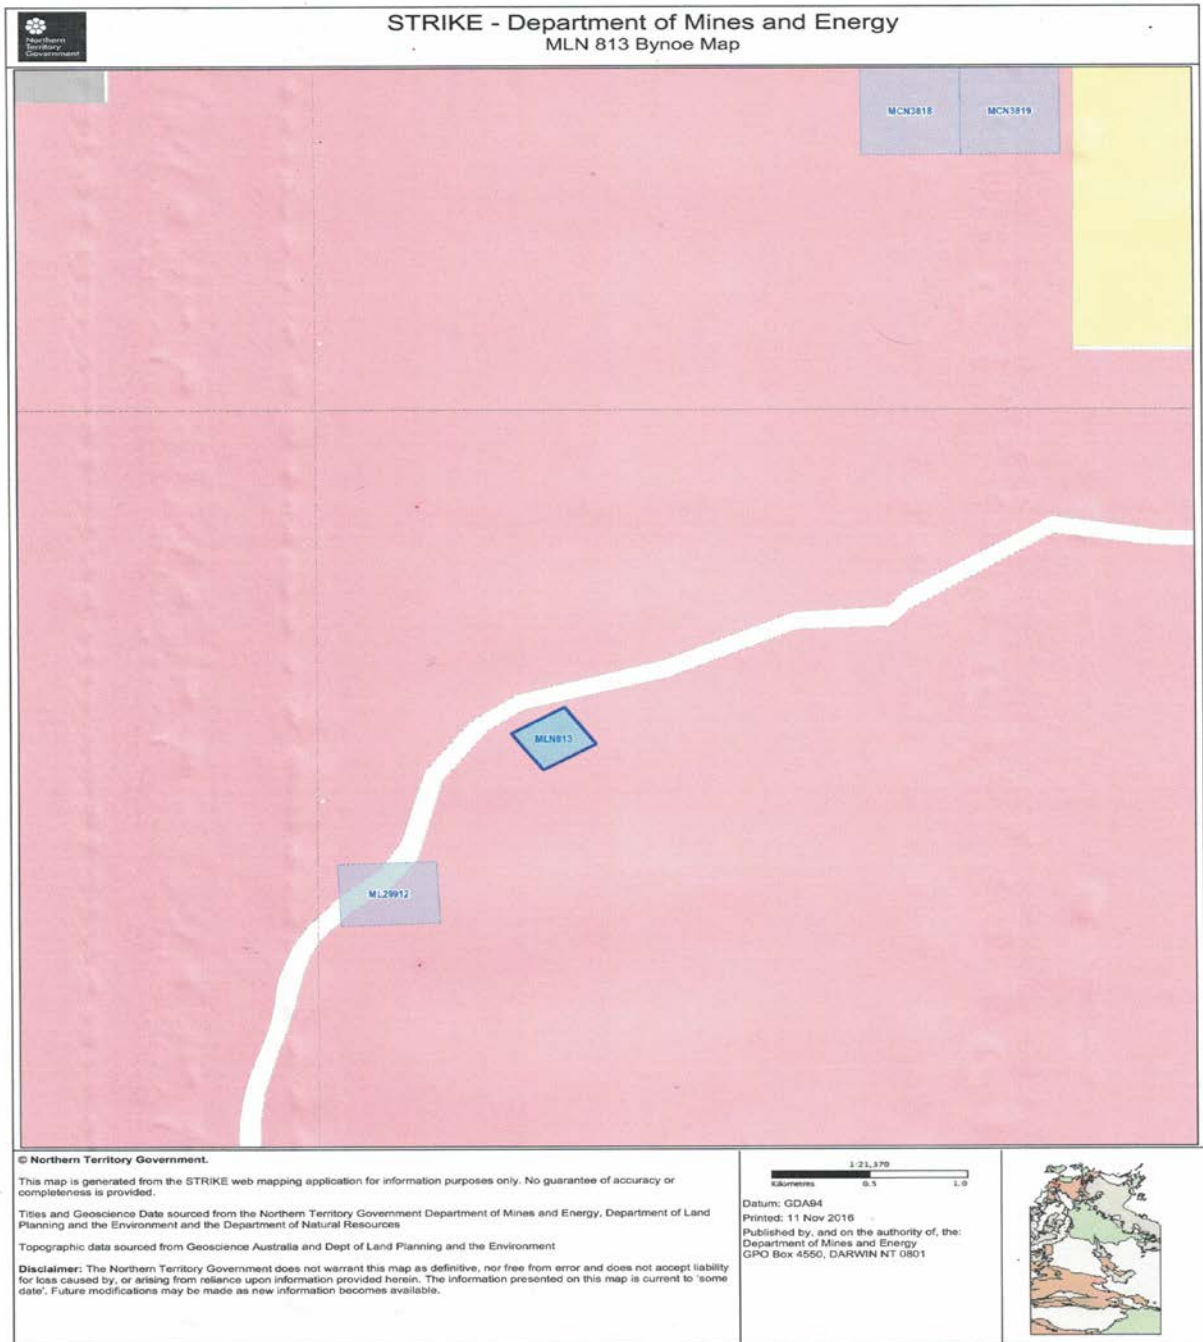 Northern
Territory
Government
STRIKE - Department of Mines and Energy
MLN 813 Bynoe Map
MCN3818
MCN3819
MLN813
ML29912
© Northern Territory Government.
This map is generated from the STRIKE web mapping application for information purposes only. No guarantee of accuracy or
completeness is provided.
Titles and Geoscience Date sourced from the Northern Territory Government Department of Mines and Energy, Department of Land
Planning and the Environment and the Department of Natural Resources
Topographic data sourced from Geoscience Australia and Dept of Land Planning and the Environment
Disclaimer: The Northern Territory Government does not warrant this map as definitive, nor free from error and does not accept liability
for loss caused by, or arising from reliance upon information provided herein. The information presented on this map is current to 'some
date'. Future modifications may be made as new information becomes available.
1:21,370
Kilometres 0.5 1.0
Datum: GDA94
Printed: 11 Nov 2016
Published by, and on the authority of, the:
Department of Mines and Energy
GPO Box 4550, DARWIN NT 0801